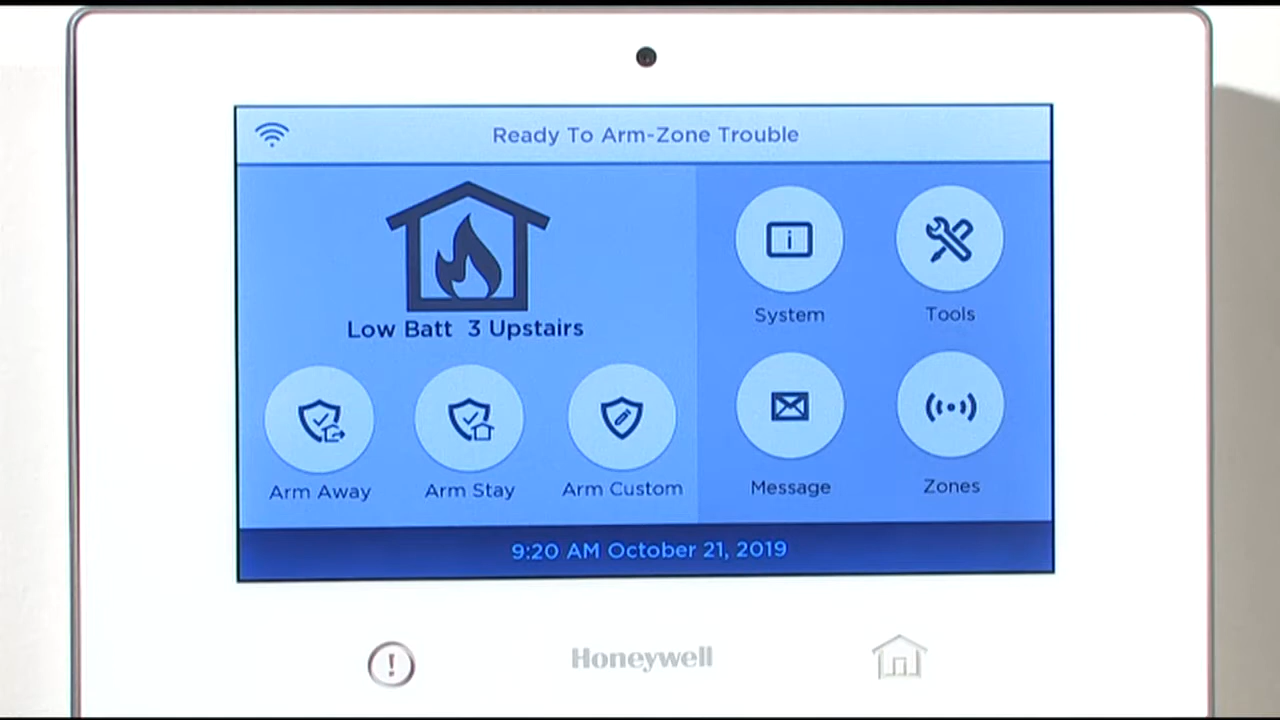 Ready To Arm-Zone Trouble
Low Batt 3 Upstairs
System
Tools
Arm Away
Arm Stay
Arm Custom
Message
Zones
9:20 AM October 21, 2019
Honeywell